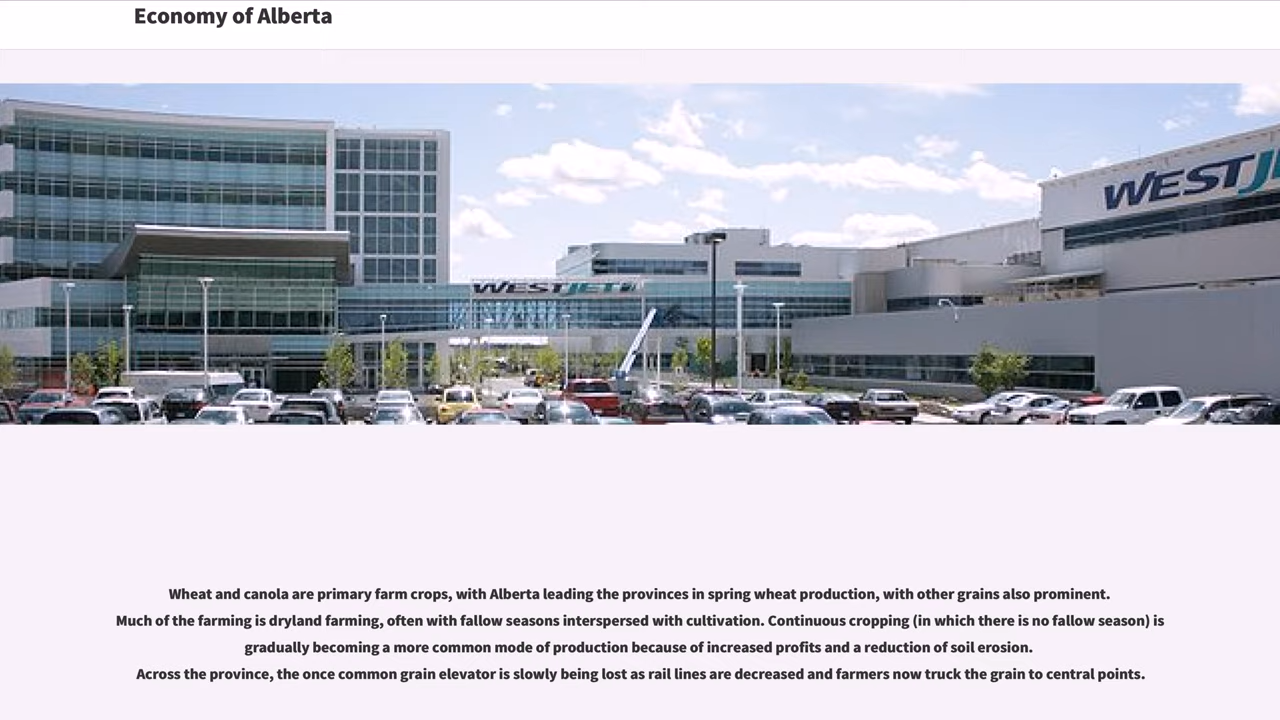 Economy of Alberta
WESTJE
WESTJET
Wheat and canola are primary farm crops, with Alberta leading the provinces in spring wheat production, with other grains also prominent.
Much of the farming is dryland farming, often with fallow seasons interspersed with cultivation. Continuous cropping (in which there is no fallow season) is
gradually becoming a more common mode of production because of increased profits and a reduction of soil erosion.
Across the province, the once common grain elevator is slowly being lost as rail lines are decreased and farmers now truck the grain to central points.